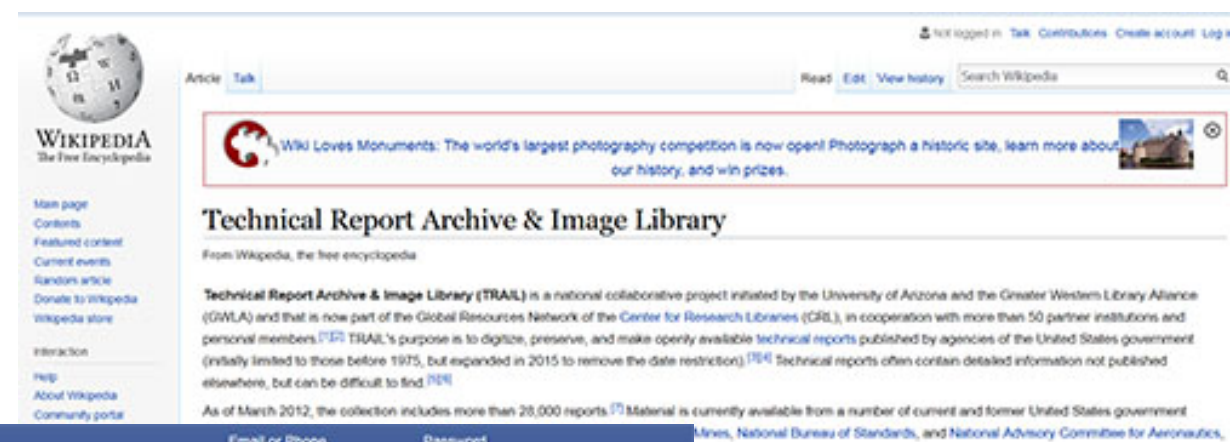 Not logged in Talk Contributions Create account Log in
Article Talk Read Edit View history Search Wikipedia
WIKIPEDIA
The Free Encyclopedia
Wiki Loves Monuments: The world's largest photography competition is now open! Photograph a historic site, learn more about
our history, and win prizes.
Main page
Contents
Featured content
Current events
Random article
Donate to Wikipedia
Wikipedia store
Interaction
Help
About Wikipedia
Community portal
Technical Report Archive & Image Library
From Wikipedia, the free encyclopedia
Technical Report Archive & Image Library (TRAIL) is a national collaborative project initiated by the University of Arizona and the Greater Western Library Alliance
(GWLA) and that is now part of the Global Resources Network of the Center for Research Libraries (CRL), in cooperation with more than 50 partner institutions and
personal members.[1][2] TRAIL's purpose is to digitize, preserve, and make openly available technical reports published by agencies of the United States government
(initially limited to those before 1975, but expanded in 2015 to remove the date restriction).[3][4] Technical reports often contain detailed information not published
elsewhere, but can be difficult to find.[5][6]
As of March 2012, the collection includes more than 28,000 reports.[7] Material is currently available from a number of current and former United States government
Mines, National Bureau of Standards, and National Advisory Committee for Aeronautics,
Email or Phone Password